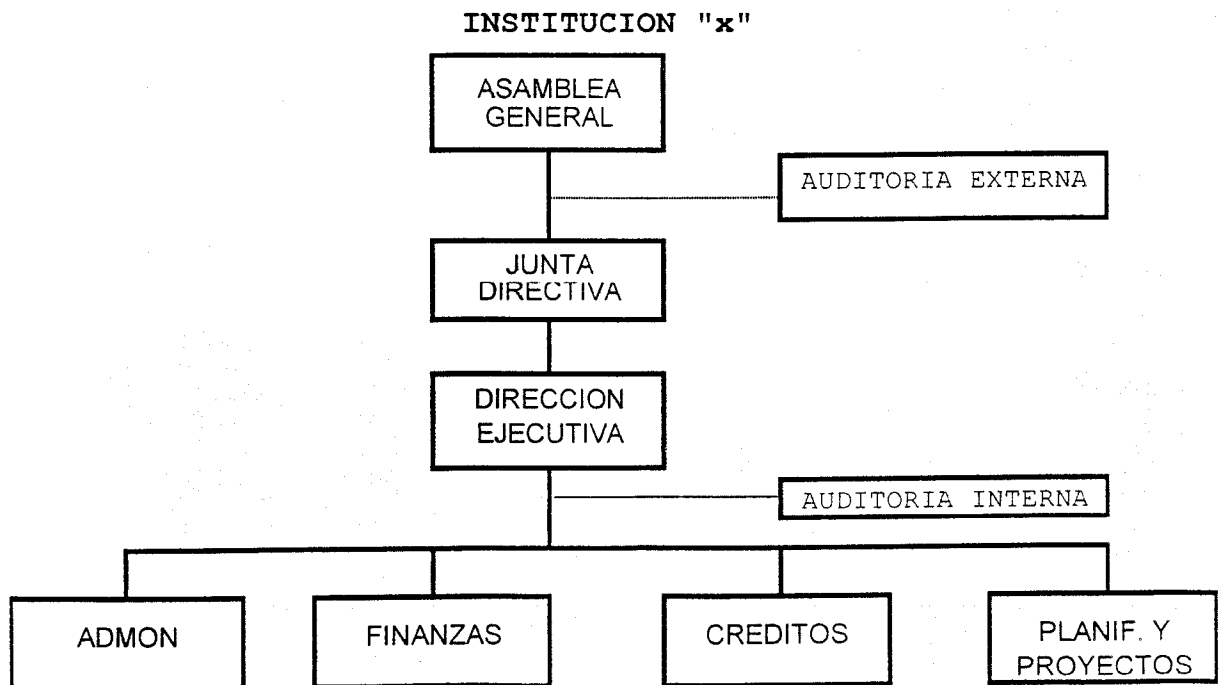 INSTITUCION "x"
ASAMBLEA
GENERAL
AUDITORIA EXTERNA
JUNTA
DIRECTIVA
DIRECCION
EJECUTIVA
AUDITORIA INTERNA
ADMON
FINANZAS
CREDITOS
PLANIF. Y
PROYECTOS